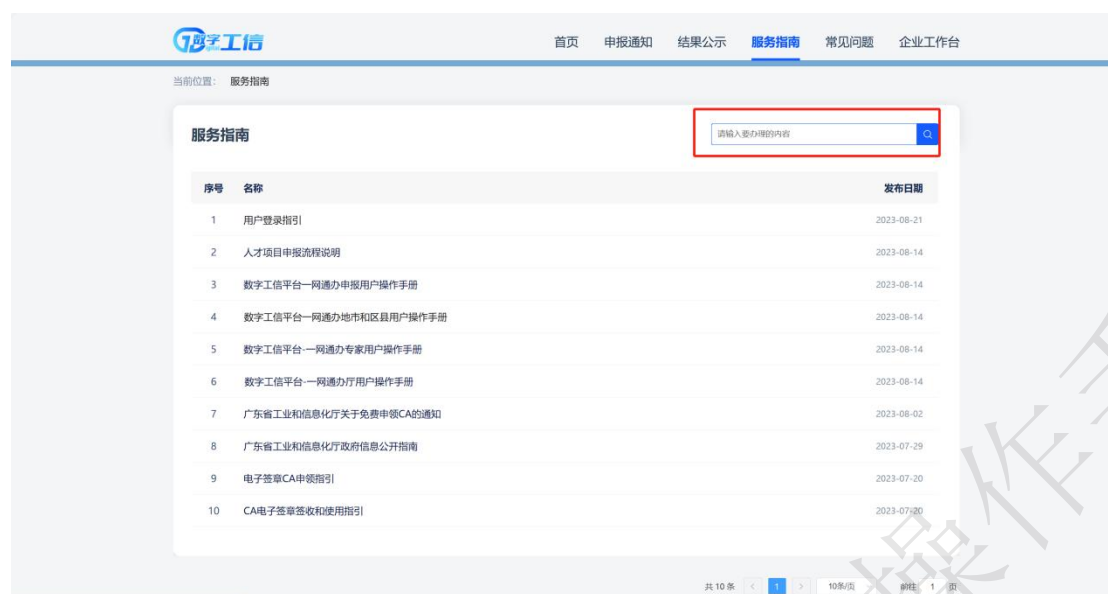 数字工信
首页 申报通知 结果公示 服务指南 常见问题 企业工作台
当前位置： 服务指南
服务指南
请输入要办理的内容
序号 名称 发布日期
1 用户登录指引 2023-08-21
2 人才项目申报流程说明 2023-08-14
3 数字工信平台一网通办申报用户操作手册 2023-08-14
4 数字工信平台一网通办地市和区县用户操作手册 2023-08-14
5 数字工信平台-一网通办专家用户操作手册 2023-08-14
6 数字工信平台-一网通办厅用户操作手册 2023-08-14
7 广东省工业和信息化厅关于免费申领CA的通知 2023-08-02
8 广东省工业和信息化厅政府信息公开指南 2023-07-29
9 电子签章CA申领指引 2023-07-20
10 CA电子签章签收和使用指引 2023-07-20
共 10 条 < 1 > 10条/页 前往 1 页
操作手